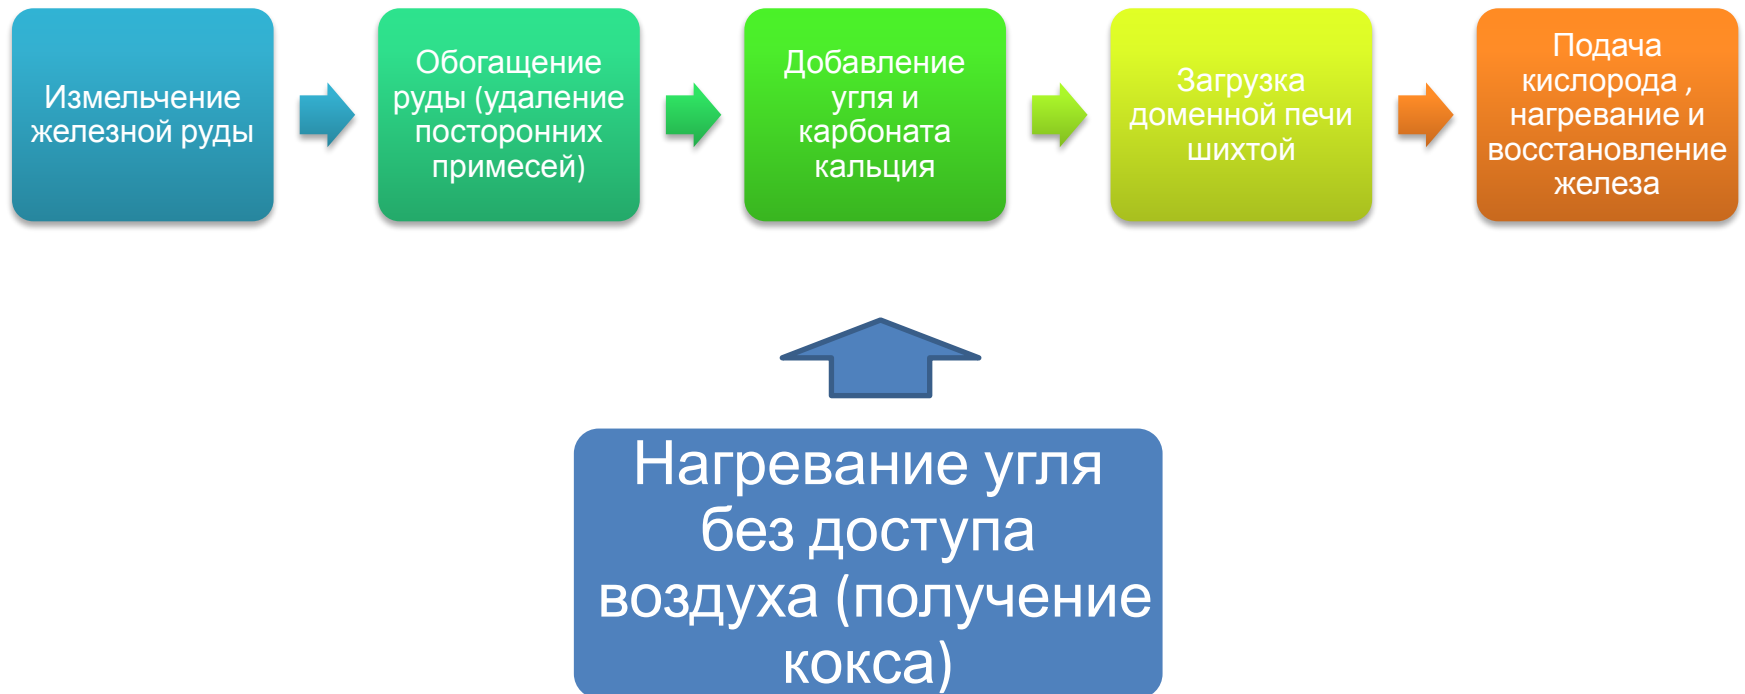 Измельчение
железной руды
Обогащение
руды (удаление
посторонних
примесей)
Добавление
угля и
карбоната
кальция
Загрузка
доменной печи
шихтой
Подача
кислорода ,
нагревание и
восстановление
железа
Нагревание угля
без доступа
воздуха (получение
кокса)